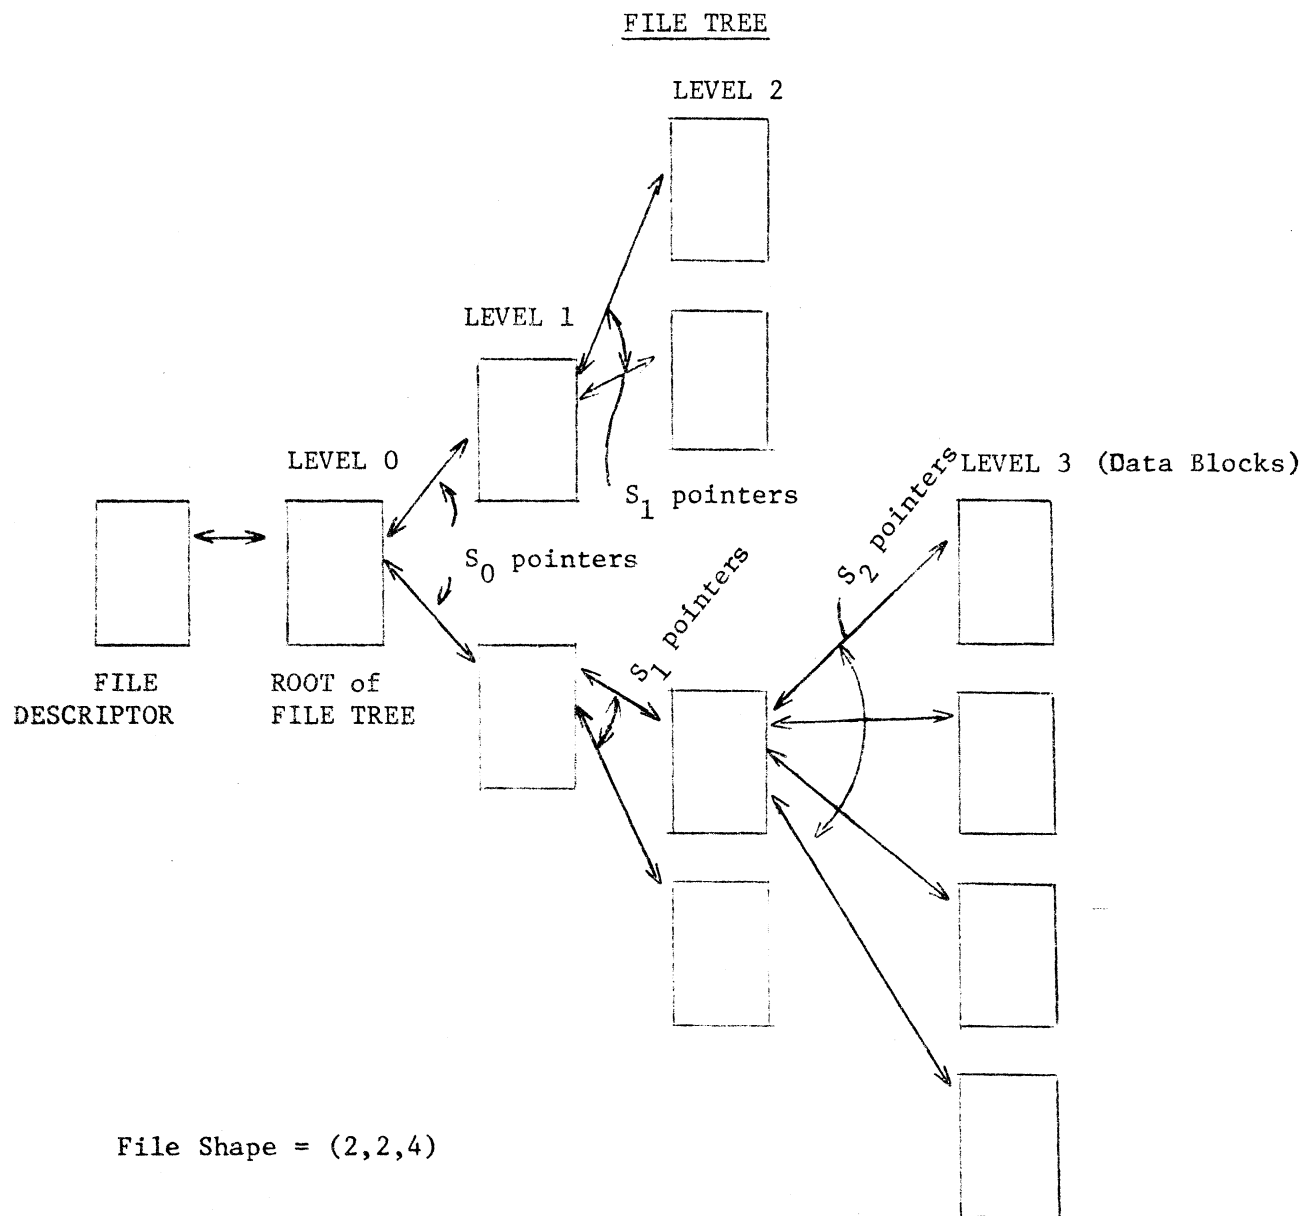 FILE TREE
LEVEL 2
LEVEL 1
LEVEL 0
LEVEL 3 (Data Blocks)
S1 pointers
S0 pointers
S1 pointers
S2 pointers
FILE
DESCRIPTOR
ROOT of
FILE TREE
File Shape = (2,2,4)